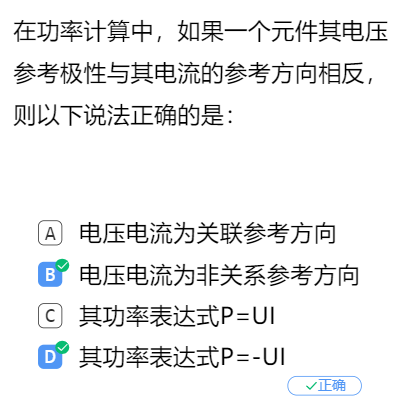 在功率计算中，如果一个元件其电压
参考极性与其电流的参考方向相反，
则以下说法正确的是：
A 电压电流为关联参考方向
B 电压电流为非关系参考方向
C 其功率表达式P=UI
D 其功率表达式P=-UI
正确